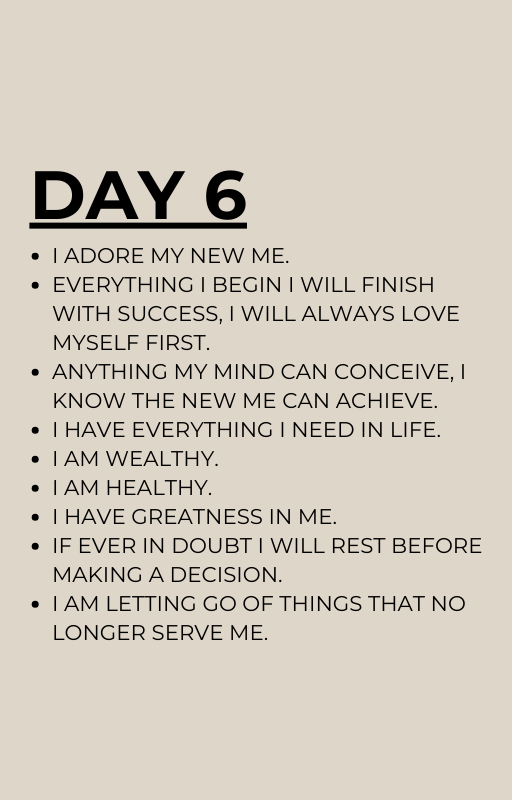 DAY 6
• I ADORE MY NEW ME.
• EVERYTHING I BEGIN I WILL FINISH
WITH SUCCESS, I WILL ALWAYS LOVE
MYSELF FIRST.
• ANYTHING MY MIND CAN CONCEIVE, I
KNOW THE NEW ME CAN ACHIEVE.
• I HAVE EVERYTHING I NEED IN LIFE.
• I AM WEALTHY.
• I AM HEALTHY.
• I HAVE GREATNESS IN ME.
• IF EVER IN DOUBT I WILL REST BEFORE
MAKING A DECISION.
• I AM LETTING GO OF THINGS THAT NO
LONGER SERVE ME.